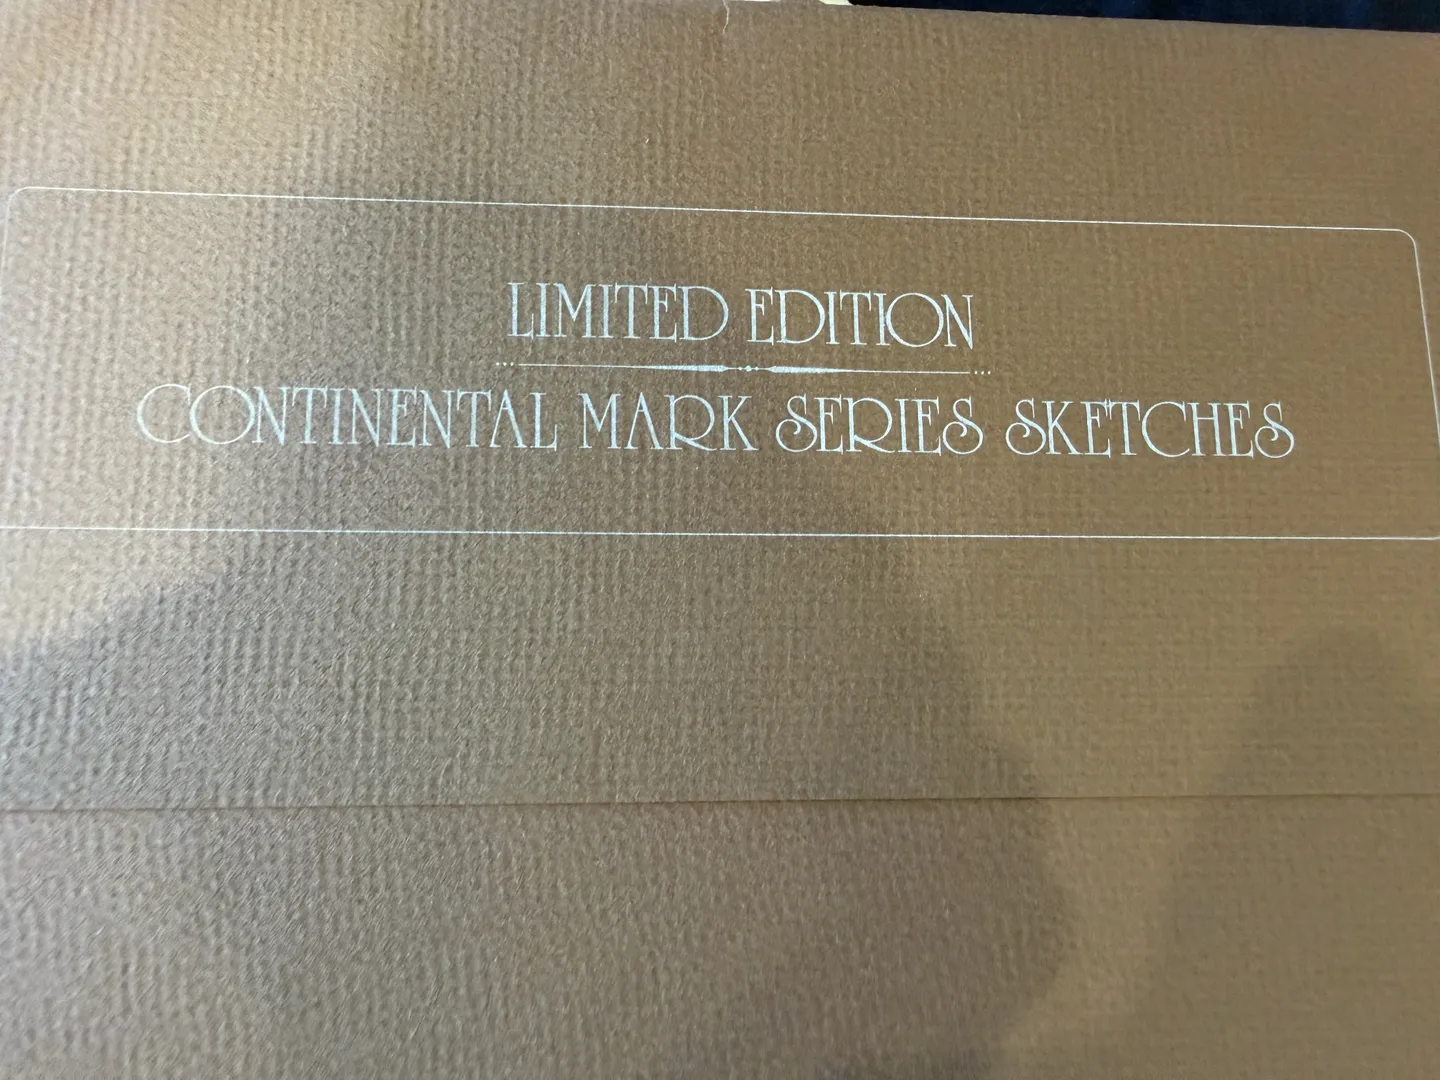 LIMITED EDITION
CONTINENTAL MARK SERIES SKETCHES